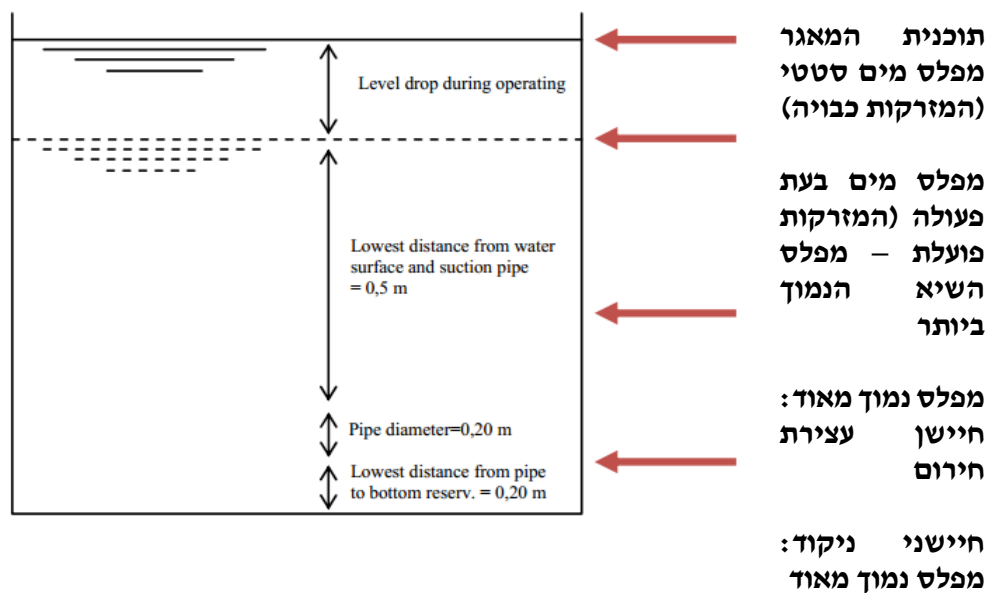 Level drop during operating
Lowest distance from water
surface and suction pipe
= 0,5 m
Pipe diameter=0,20 m
Lowest distance from pipe
to bottom reserv. = 0,20 m
תוכנית המאגר
מפלס מים סטטי
(המזרקות כבויה)
מפלס מים בעת
פעולה (המזרקות
פועלת – מפלס
השיא הנמוך
ביותר
מפלס נמוך מאוד:
חיישן עצירת
חירום
חיישני ניקוד:
מפלס נמוך מאוד